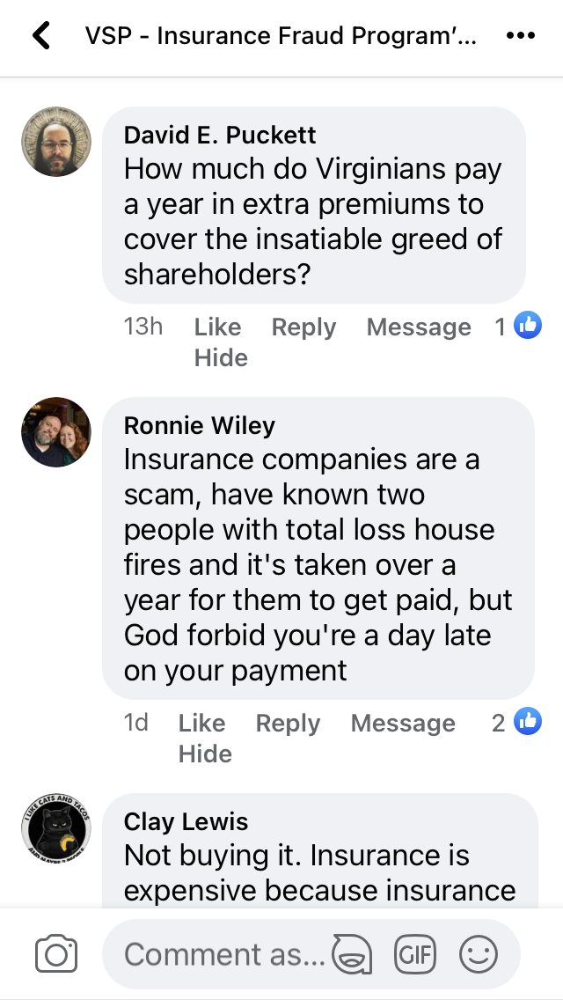 VSP - Insurance Fraud Program’...
David E. Puckett
How much do Virginians pay
a year in extra premiums to
cover the insatiable greed of
shareholders?
13h Like Reply Message 1
Hide
Ronnie Wiley
Insurance companies are a
scam, have known two
people with total loss house
fires and it's taken over a
year for them to get paid, but
God forbid you're a day late
on your payment
1d Like Reply Message 2
Hide
I LIKE CATS AND TACOS
Clay Lewis
Not buying it. Insurance is
expensive because insurance
Comment as... GIF